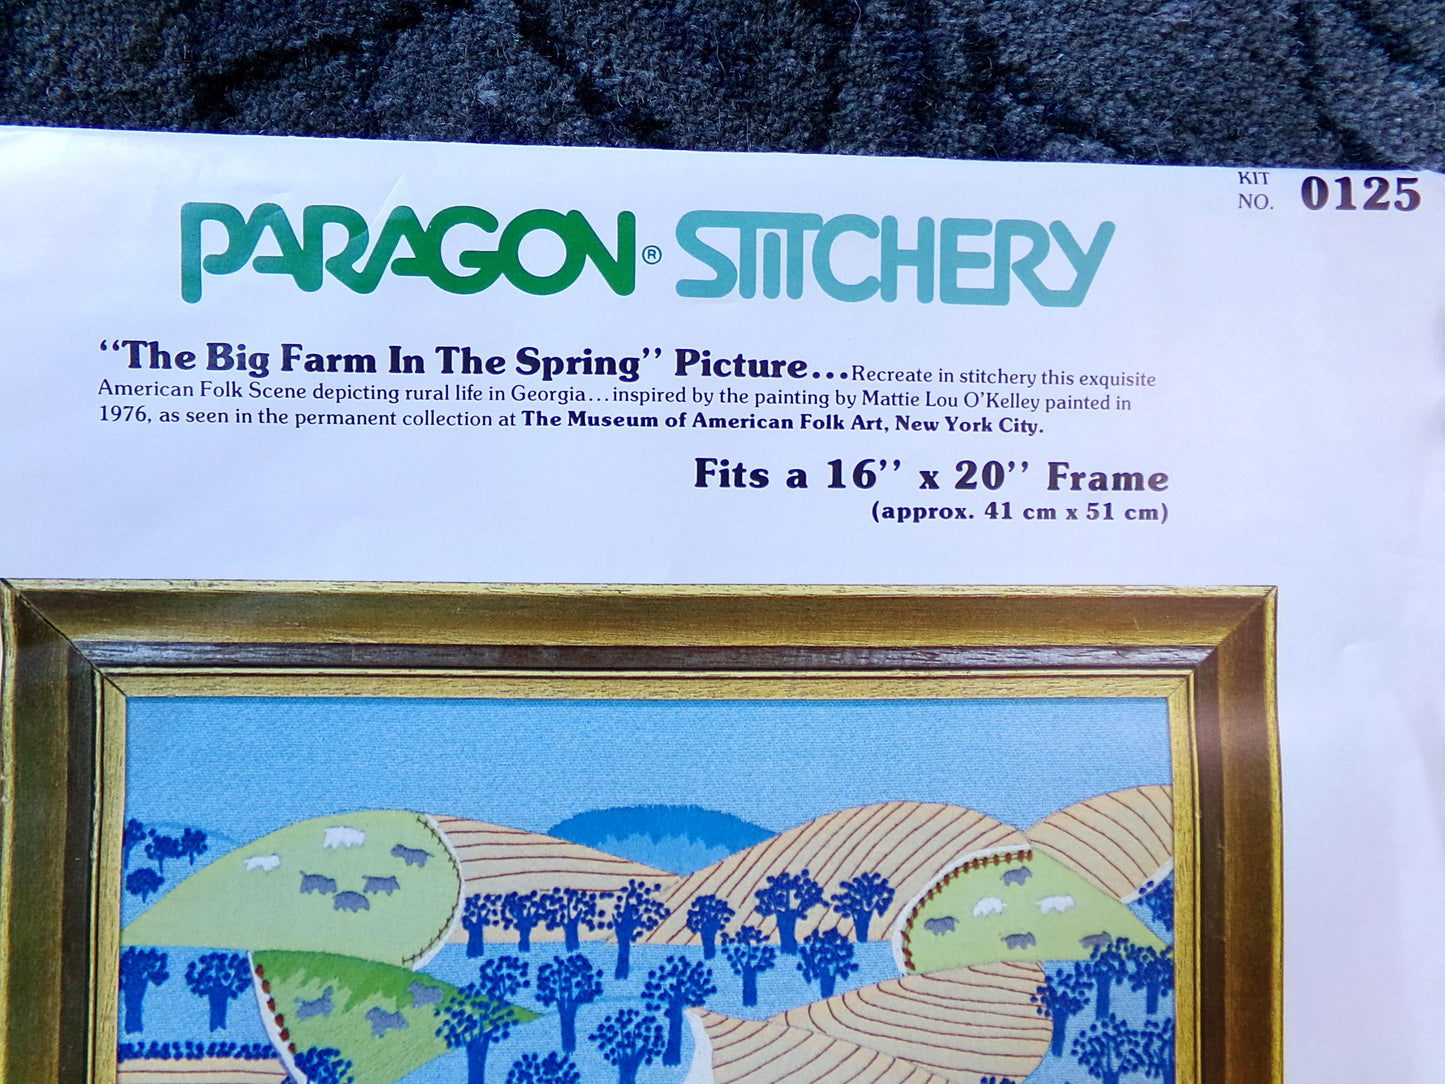 KIT
NO. 0125
PARAGON® STITCHERY
“The Big Farm In The Spring” Picture...Recreate in stitchery this exquisite
American Folk Scene depicting rural life in Georgia...inspired by the painting by Mattie Lou O’Kelley painted in
1976, as seen in the permanent collection at The Museum of American Folk Art, New York City.
Fits a 16” x 20” Frame
(approx. 41 cm x 51 cm)